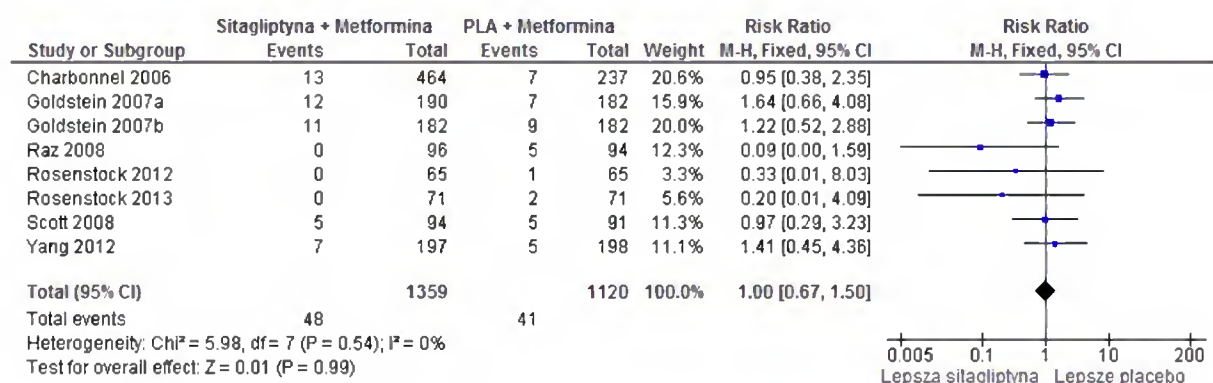 Sitagliptyna + Metformina PLA + Metformina Risk Ratio Risk Ratio
Study or Subgroup Events Total Events Total Weight M-H, Fixed, 95% CI M-H, Fixed, 95% CI
Charbonnel 2006 13 464 7 237 20.6% 0.95 [0.38, 2.35]
Goldstein 2007a 12 190 7 182 15.9% 1.64 [0.66, 4.08]
Goldstein 2007b 11 182 9 182 20.0% 1.22 [0.52, 2.88]
Raz 2008 0 96 5 94 12.3% 0.09 [0.00, 1.59]
Rosenstock 2012 0 65 1 65 3.3% 0.33 [0.01, 8.03]
Rosenstock 2013 0 71 2 71 5.6% 0.20 [0.01, 4.09]
Scott 2008 5 94 5 91 11.3% 0.97 [0.29, 3.23]
Yang 2012 7 197 5 198 11.1% 1.41 [0.45, 4.36]
Total (95% CI) 1359 1120 100.0% 1.00 [0.67, 1.50]
Total events 48 41
Heterogeneity: Chi² = 5.98, df = 7 (P = 0.54); I² = 0%
Test for overall effect: Z = 0.01 (P = 0.99)
0.005 0.1 1 10 200
Lepsza sitagliptyna Lepsze placebo